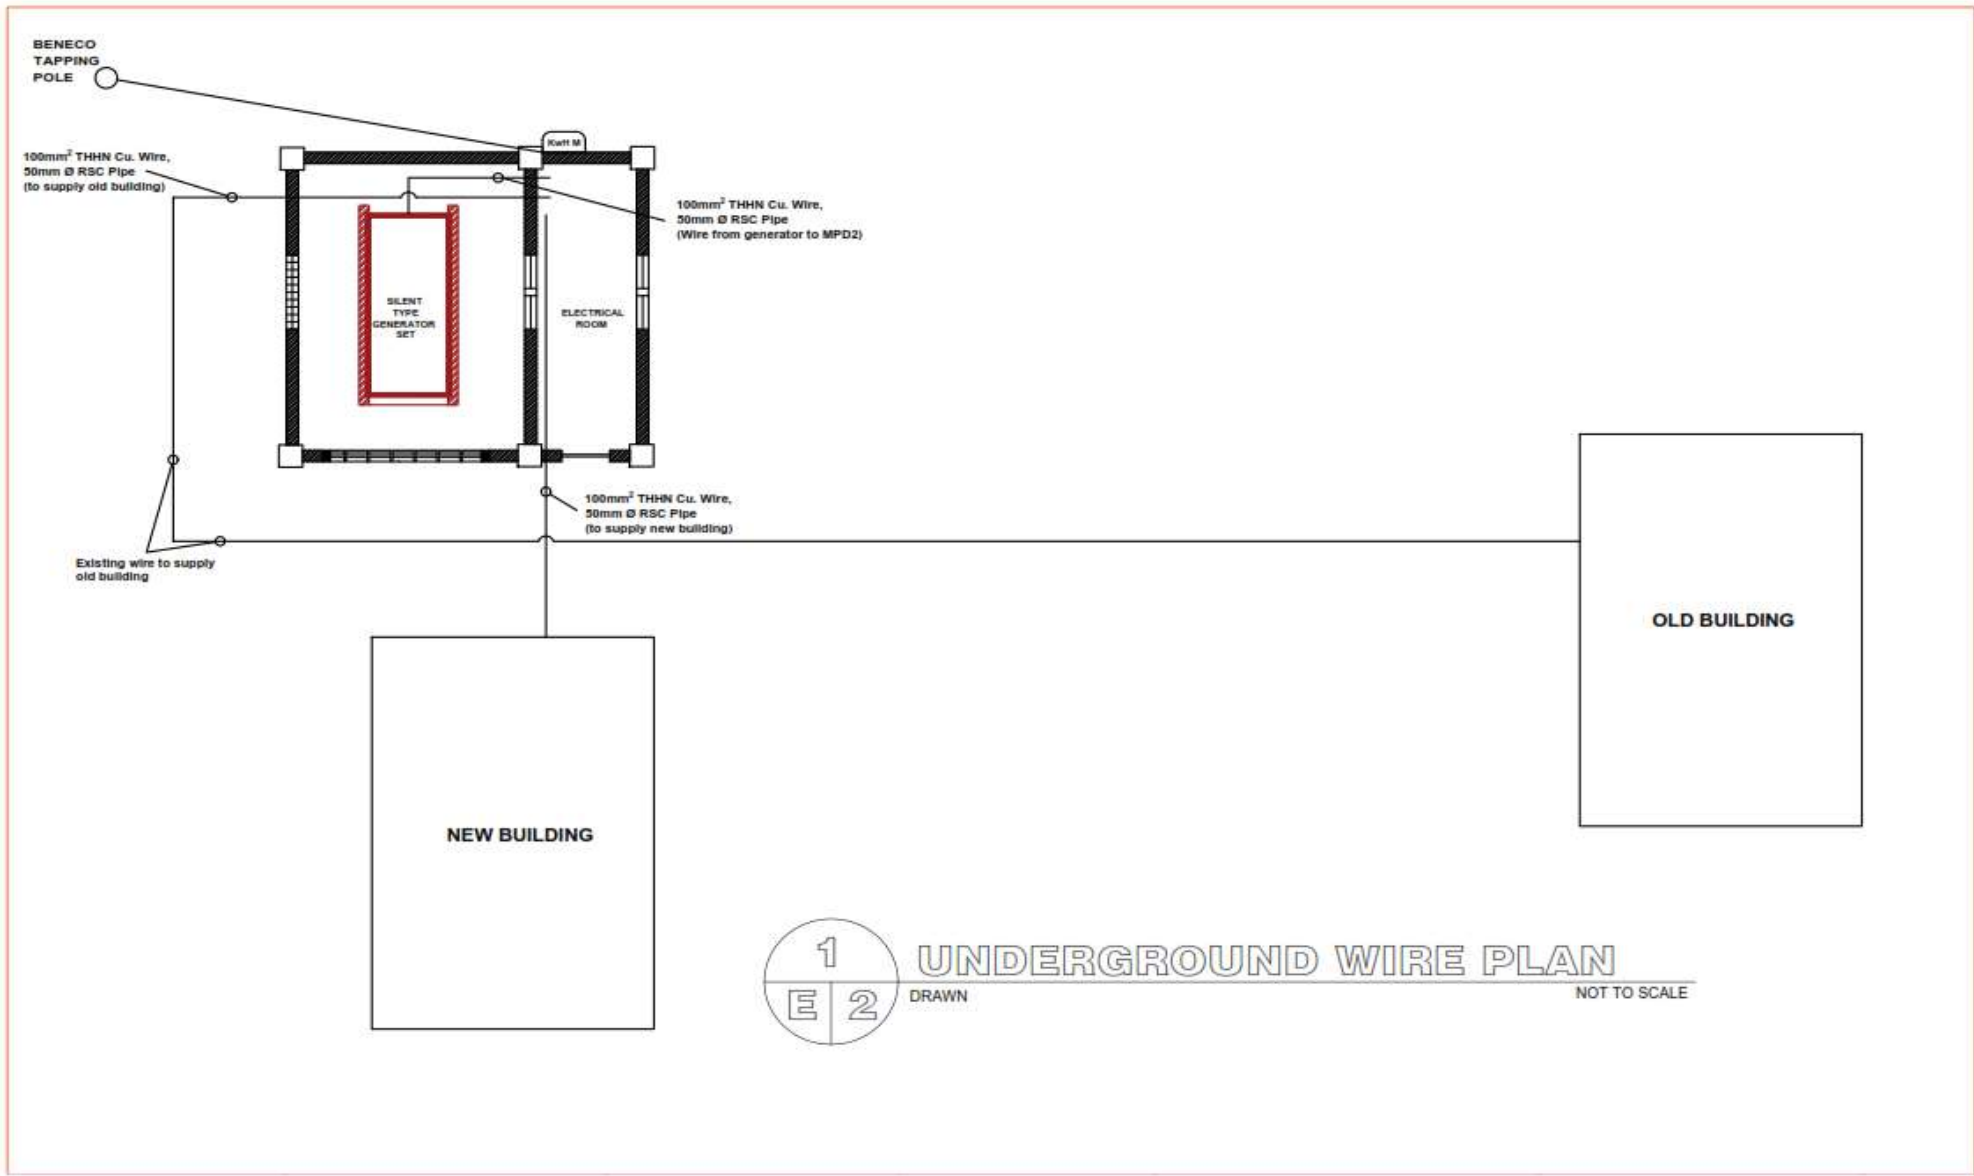 BENECO
TAPPING
POLE
KwH M
100mm² THHN Cu. Wire,
50mm Ø RSC Pipe
(to supply old building)
100mm² THHN Cu. Wire,
50mm Ø RSC Pipe
(Wire from generator to MPD2)
SILENT
TYPE
GENERATOR
SET
ELECTRICAL
ROOM
100mm² THHN Cu. Wire,
50mm Ø RSC Pipe
(to supply new building)
Existing wire to supply
old building
OLD BUILDING
NEW BUILDING
1
E 2
UNDERGROUND WIRE PLAN
DRAWN
NOT TO SCALE